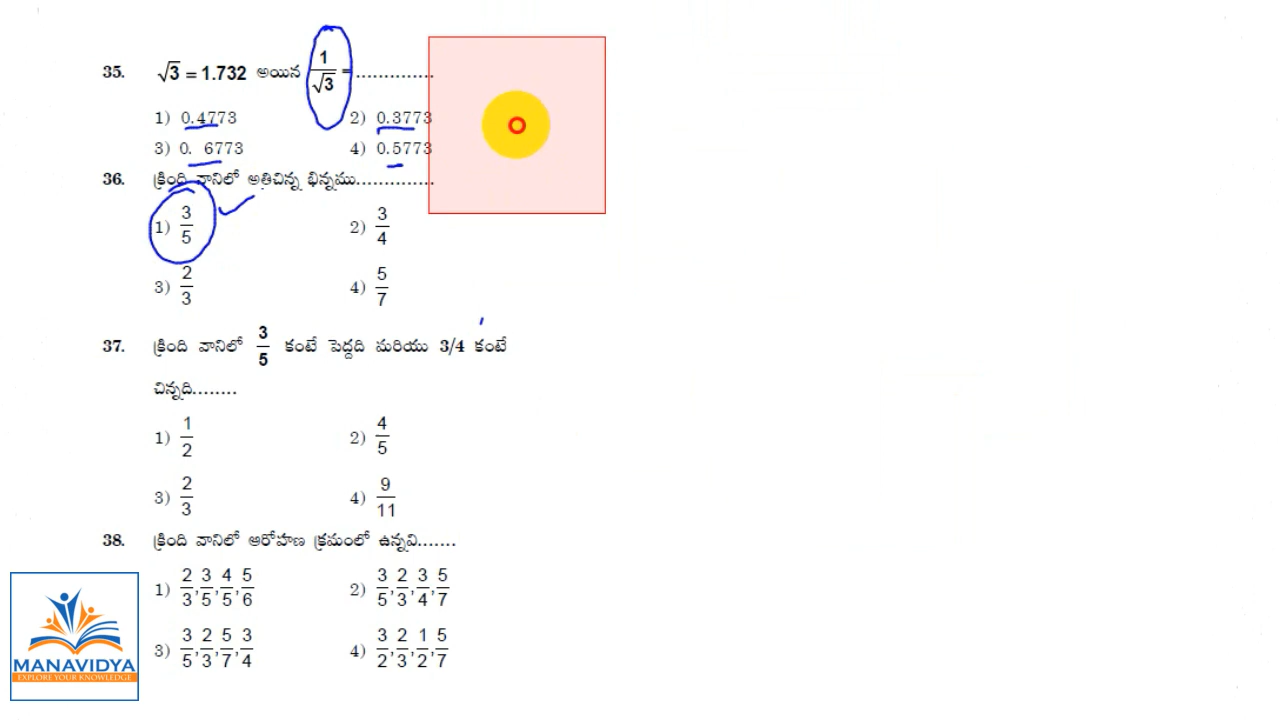 35. √3 = 1.732 అయిన 1/√3 = ..............
1) 0.4773 2) 0.3773
3) 0. 6773 4) 0.5773
36. క్రింది వానిలో అతిచిన్న భిన్నము..............
1) 3/5 2) 3/4
3) 2/3 4) 5/7
37. క్రింది వానిలో 3/5 కంటే పెద్దది మరియు 3/4 కంటే
చిన్నది........
1) 1/2 2) 4/5
3) 2/3 4) 9/11
38. క్రింది వానిలో ఆరోహణ క్రమంలో ఉన్నవి.......
1) 2/3, 3/5, 4/5, 5/6 2) 3/5, 2/3, 3/4, 5/7
3) 3/5, 2/3, 5/7, 3/4 4) 3/2, 2/3, 1/2, 5/7
MANAVIDYA
EXPLORE YOUR KNOWLEDGE